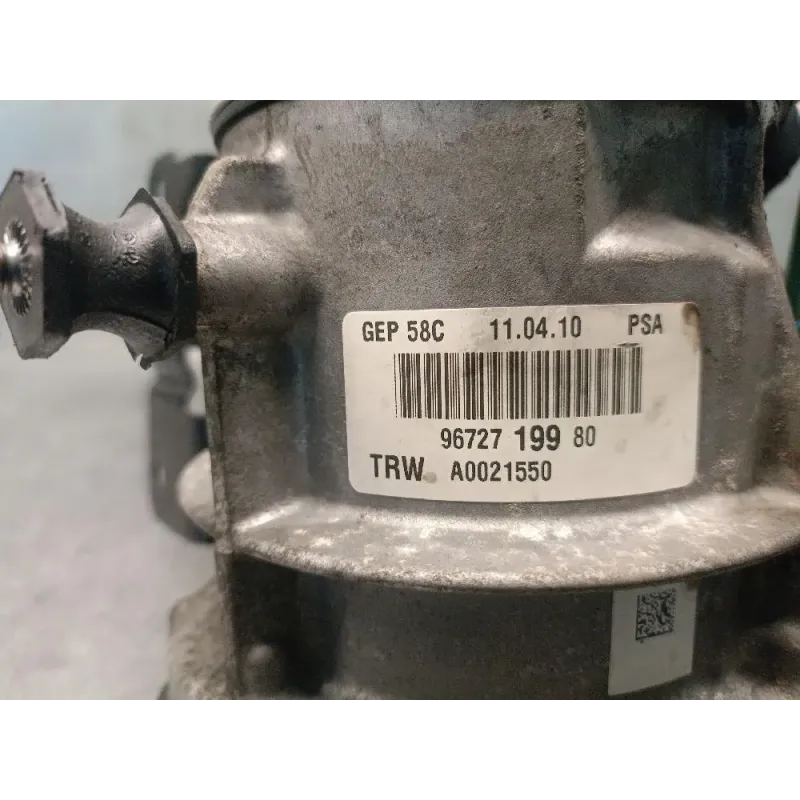 GEP 58C 11.04.10 PSA
96727 199 80
TRW A0021550